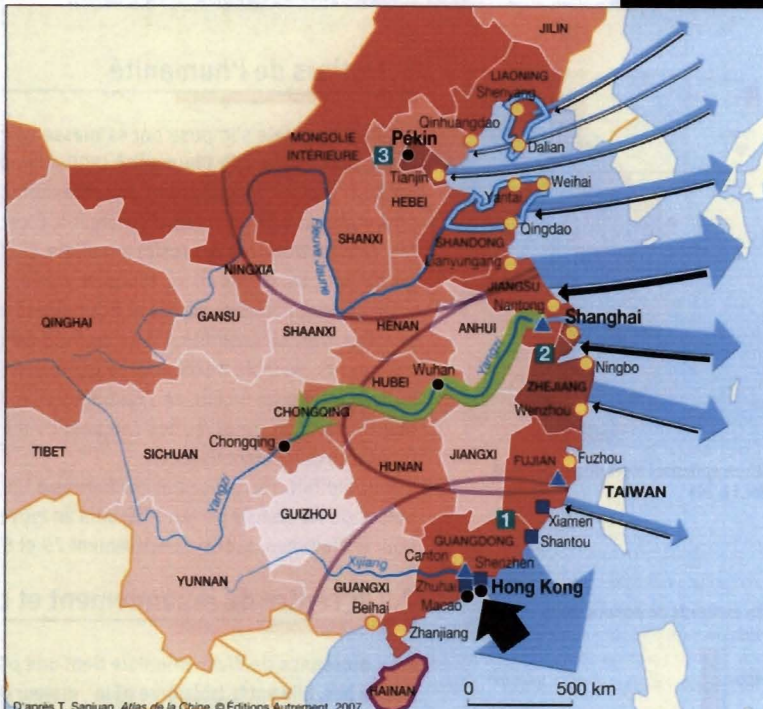 JILIN
LIAONING
Shenyang
Qinhuangdao
MONGOLIE
INTÉRIEURE
3
Pékin
Dalian
Tianjin
Yantai
Weihai
HEBEI
SHANXI
Fleuve Jaune
SHANDONG
Qingdao
Lianyungang
NINGXIA
JIANGSU
Nantong
QINGHAI
GANSU
SHAANXI
HENAN
ANHUI
Shanghai
Yangzi
2
Wuhan
Ningbo
HUBEI
ZHEJIANG
CHONGQING
Wenzhou
Chongqing
TIBET
SICHUAN
JIANGXI
HUNAN
FUJIAN
Fuzhou
Yangzi
TAIWAN
GUIZHOU
1
Xiamen
GUANGDONG
Shantou
Canton
Shenzhen
Xijiang
YUNNAN
GUANGXI
Zhuhai
Hong Kong
Macao
Beihai
Zhanjiang
HAINAN
0 500 km
D'après T. Sanjuan, Atlas de la Chine, © Éditions Autrement, 2007